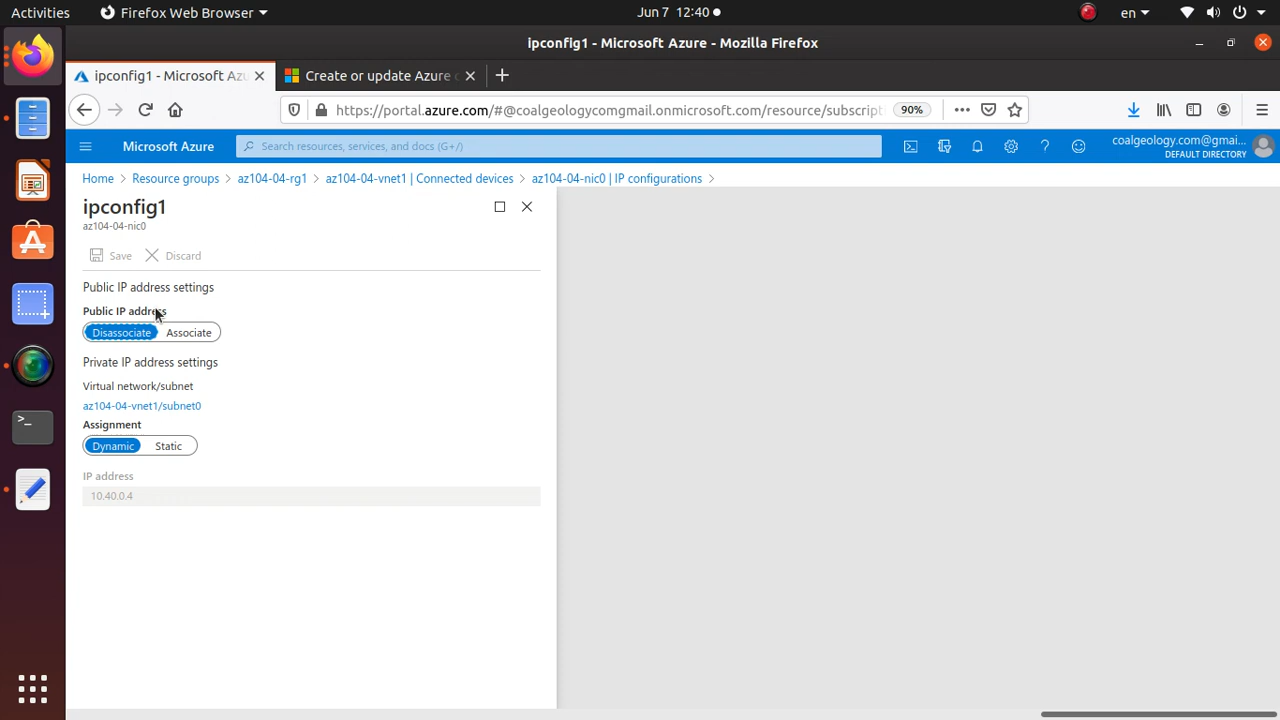 Activities
Firefox Web Browser
Jun 7 12:40
en
ipconfig1 - Microsoft Azure - Mozilla Firefox
ipconfig1 - Microsoft Azu
Create or update Azure
https://portal.azure.com/#@coalgeologycomgmail.onmicrosoft.com/resource/subscript
90%
Microsoft Azure
Search resources, services, and docs (G+/)
coalgeology.com@gmai...
DEFAULT DIRECTORY
Home > Resource groups > az104-04-rg1 > az104-04-vnet1 | Connected devices > az104-04-nic0 | IP configurations >
ipconfig1
az104-04-nic0
Save
Discard
Public IP address settings
Public IP address
Disassociate Associate
Private IP address settings
Virtual network/subnet
az104-04-vnet1/subnet0
Assignment
Dynamic Static
IP address
10.40.0.4